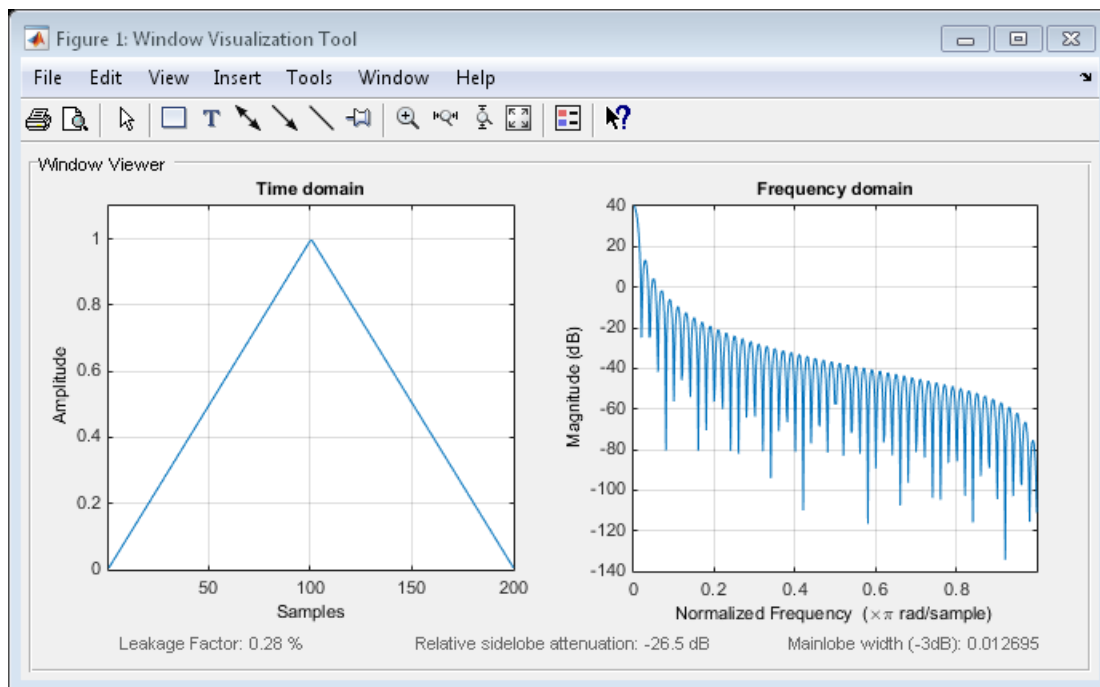 Figure 1: Window Visualization Tool
File Edit View Insert Tools Window Help
T
?
Window Viewer
Time domain
Amplitude
1
0.8
0.6
0.4
0.2
0
50 100 150 200
Samples
Frequency domain
Magnitude (dB)
40
20
0
-20
-40
-60
-80
-100
-120
-140
0 0.2 0.4 0.6 0.8
Normalized Frequency (×π rad/sample)
Leakage Factor: 0.28 % Relative sidelobe attenuation: -26.5 dB Mainlobe width (-3dB): 0.012695